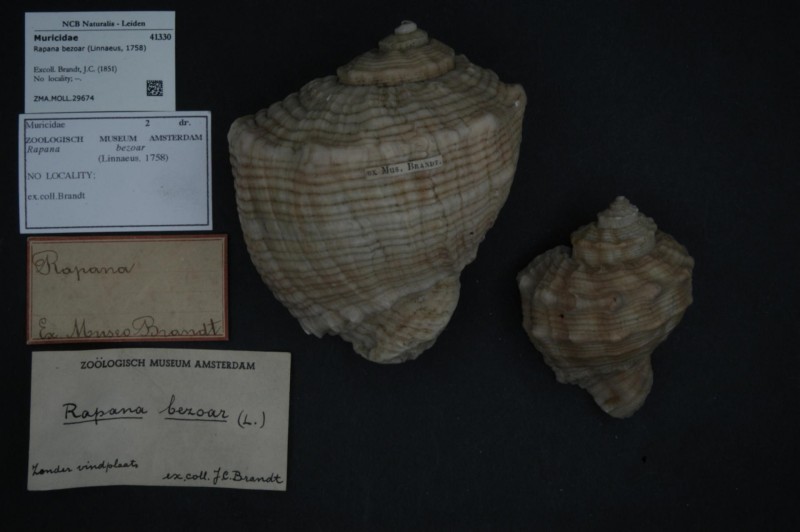 NCB Naturalis - Leiden
Muricidae 41330
Rapana bezoar (Linnaeus, 1758)
Excoll. Brandt, J.C. (1851)
No locality; --.
ZMA.MOLL.29674
Muricidae 2 dr.
ZOOLOGISCH MUSEUM AMSTERDAM
Rapana bezoar
(Linnaeus, 1758)
NO LOCALITY;
ex.coll.Brandt
Rapana
Ex. Museo Brandt
ZOÖLOGISCH MUSEUM AMSTERDAM
Rapana bezoar (L.)
Zonder vindplaats
ex.coll. J.C. Brandt
ex Mus. Brandt.